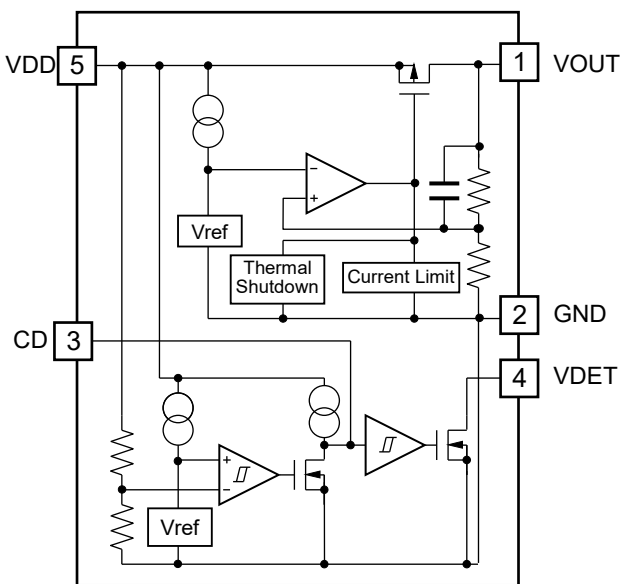 VDD 5
1 VOUT
−
+
Vref
Thermal
Shutdown
Current Limit
2 GND
CD 3
4 VDET
+
−
Vref